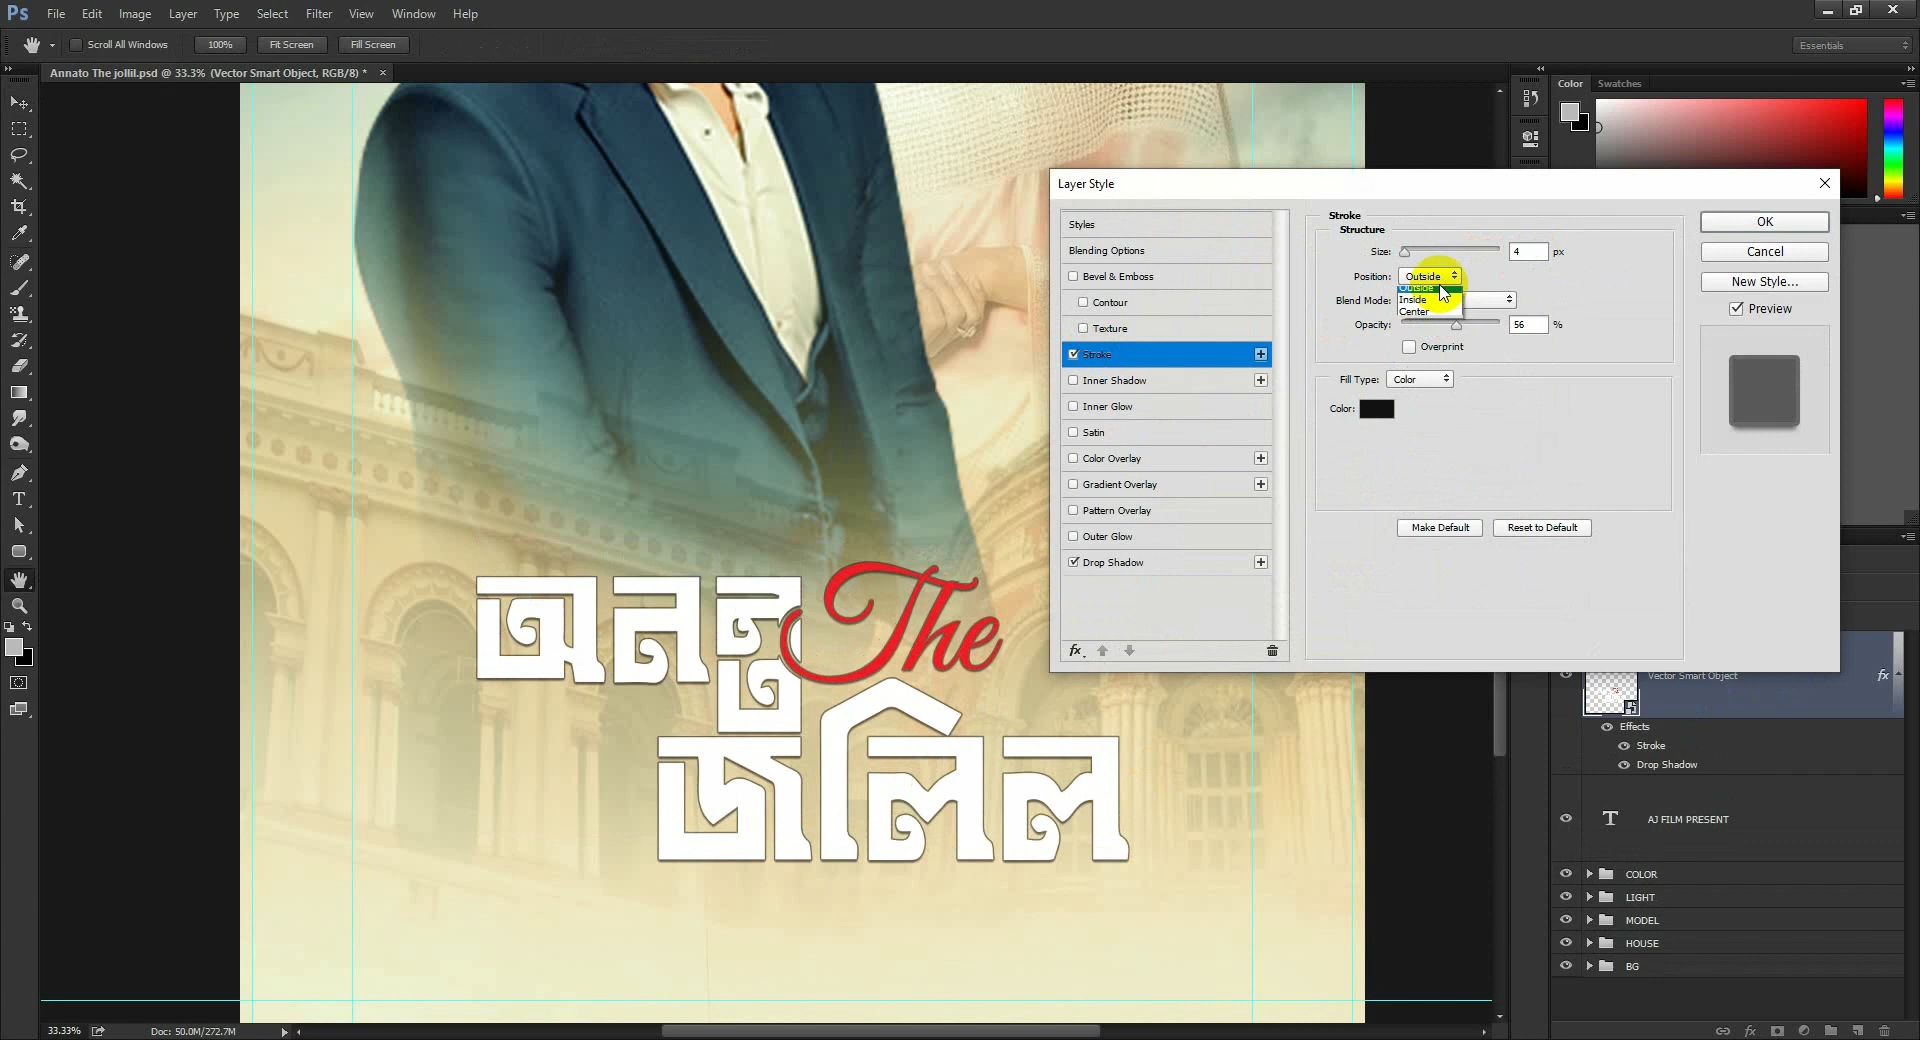 Ps File Edit Image Layer Type Select Filter View Window Help
Scroll All Windows 100% Fit Screen Fill Screen Essentials
Annato The jollil.psd @ 33.3% (Vector Smart Object, RGB/8) *
Color Swatches
Layer Style
Styles
Blending Options
Bevel & Emboss
Contour
Texture
Stroke
Inner Shadow
Inner Glow
Satin
Color Overlay
Gradient Overlay
Pattern Overlay
Outer Glow
Drop Shadow
fx
Stroke
Structure
Size: 4 px
Position: Outside
Outside
Inside
Center
Blend Mode:
Opacity: 56 %
Overprint
Fill Type: Color
Color:
Make Default Reset to Default
OK
Cancel
New Style...
Preview
অনন্ত The
জলিল
Vector Smart Object fx
Effects
Stroke
Drop Shadow
T AJ FILM PRESENT
COLOR
LIGHT
MODEL
HOUSE
BG
33.33% Doc: 50.0M/272.7M
fx